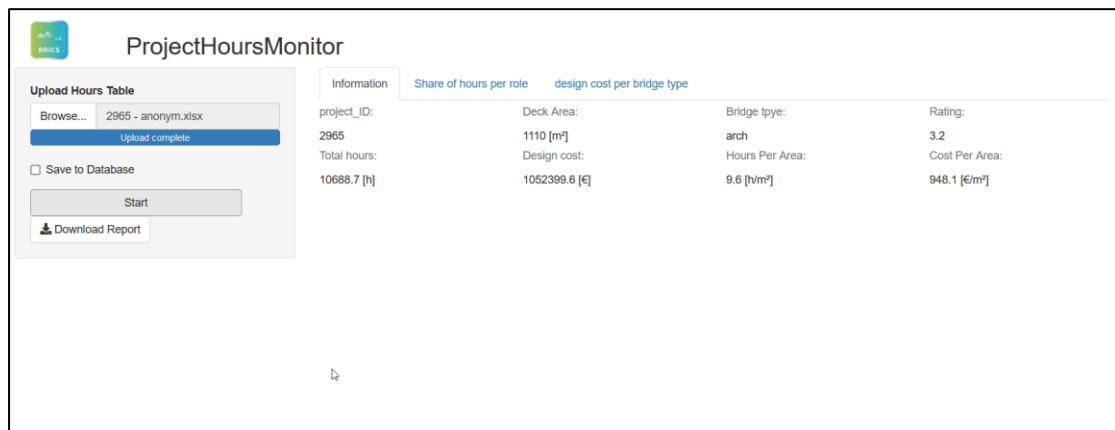 BRICS
ProjectHoursMonitor
Upload Hours Table
Browse... 2965 - anonym.xlsx
Upload complete
Save to Database
Start
Download Report
Information Share of hours per role design cost per bridge type
project_ID: Deck Area: Bridge tpye: Rating:
2965 1110 [m²] arch 3.2
Total hours: Design cost: Hours Per Area: Cost Per Area:
10688.7 [h] 1052399.6 [€] 9.6 [h/m²] 948.1 [€/m²]